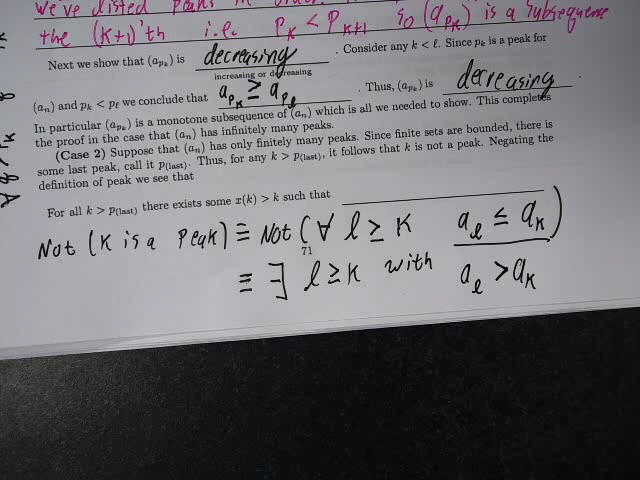 We've listed peaks in order.
the (K+1)'th i.e. P_K < P_{K+1} so (a_{P_K}) is a subsequence
Next we show that (a_{p_k}) is decreasing . Consider any k < ℓ. Since p_k is a peak for
increasing or decreasing
(a_n) and p_k < p_ℓ we conclude that a_{P_K} ≥ a_{P_ℓ} . Thus, (a_{p_k}) is decreasing
In particular (a_{p_k}) is a monotone subsequence of (a_n) which is all we needed to show. This completes
the proof in the case that (a_n) has infinitely many peaks.
(Case 2) Suppose that (a_n) has only finitely many peaks. Since finite sets are bounded, there is
some last peak, call it p_(last). Thus, for any k > p_(last), it follows that k is not a peak. Negating the
definition of peak we see that
For all k > p_(last) there exists some x(k) > k such that
Not (K is a Peak) ≡ Not (∀ ℓ ≥ K a_ℓ ≤ a_K)
71
≡ ∃ ℓ ≥ K with a_ℓ > a_K